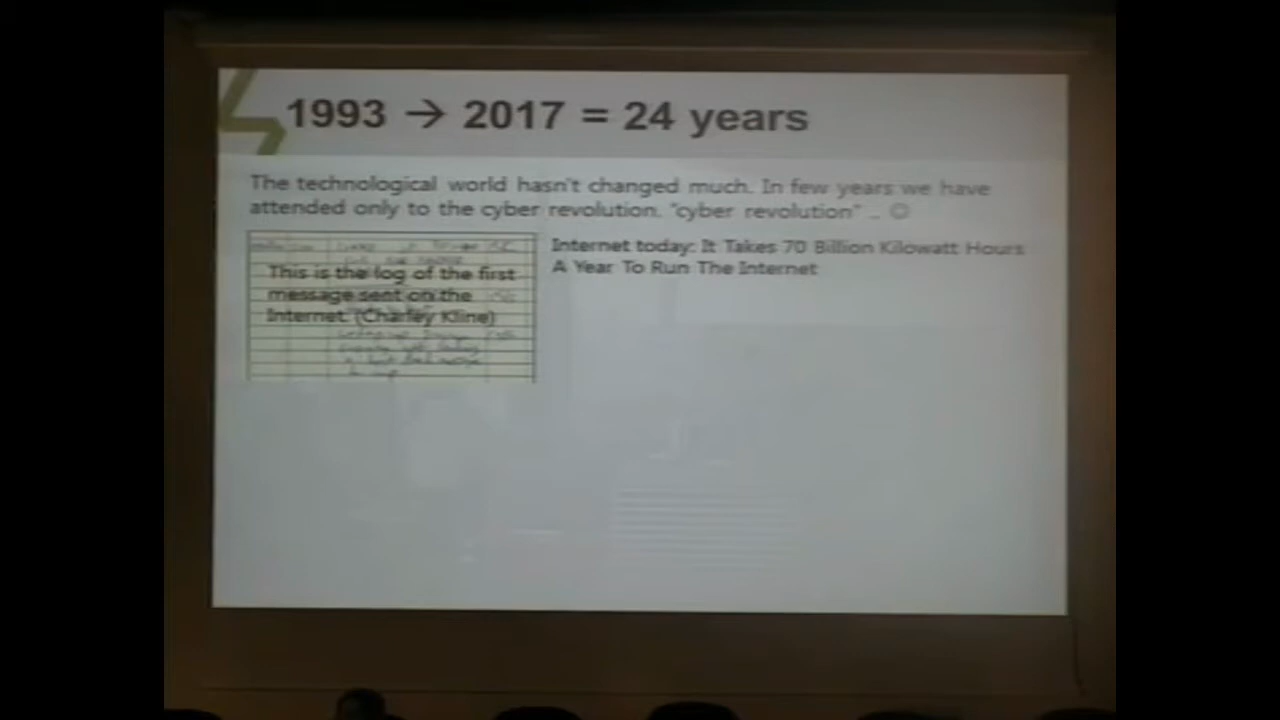 1993 → 2017 = 24 years
The technological world hasn't changed much. In few years we have
attended only to the cyber revolution. "cyber revolution" .. ☺
This is the log of the first
message sent on the
Internet. (Charley Kline)
Internet today: It Takes 70 Billion Kilowatt Hours
A Year To Run The Internet